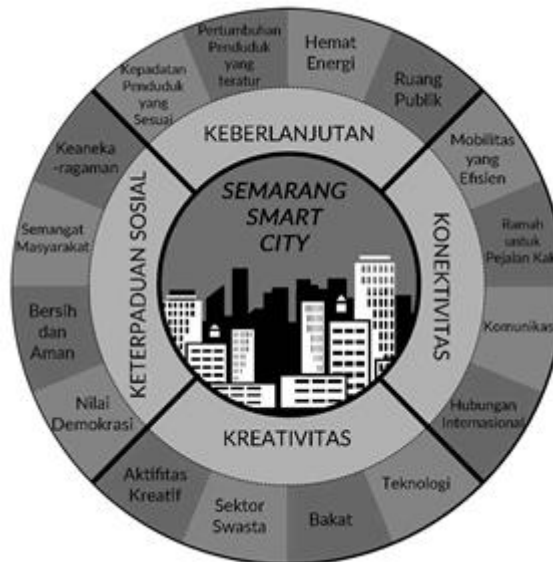 SEMARANG
SMART
CITY
KEBERLANJUTAN
Kepadatan
Penduduk
yang
Sesuai
Pertumbuhan
Penduduk
yang
teratur
Hemat
Energi
Ruang
Publik
KONEKTIVITAS
Mobilitas
yang
Efisien
Ramah
untuk
Pejalan Kaki
Komunikasi
Hubungan
Internasional
KREATIVITAS
Teknologi
Bakat
Sektor
Swasta
Aktifitas
Kreatif
KETERPADUAN SOSIAL
Nilai
Demokrasi
Bersih
dan
Aman
Semangat
Masyarakat
Keaneka
-ragaman